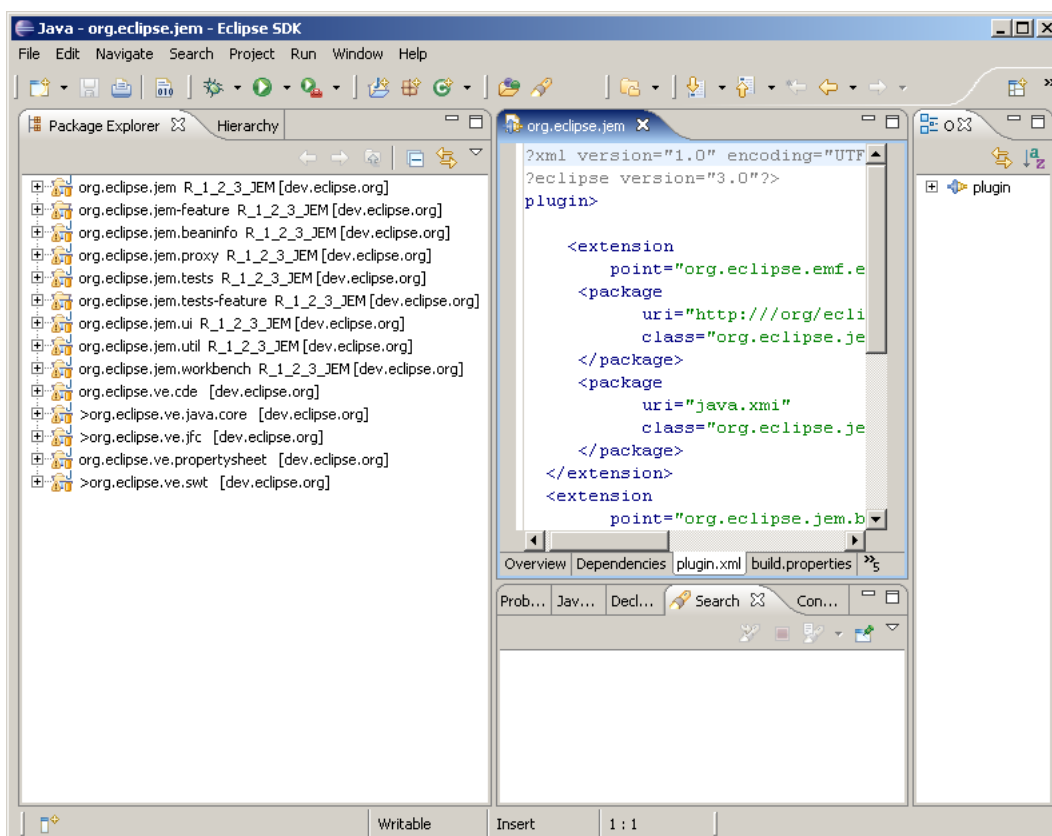 Java - org.eclipse.jem - Eclipse SDK
File Edit Navigate Search Project Run Window Help
Package Explorer Hierarchy
org.eclipse.jem R_1_2_3_JEM [dev.eclipse.org]
org.eclipse.jem-feature R_1_2_3_JEM [dev.eclipse.org]
org.eclipse.jem.beaninfo R_1_2_3_JEM [dev.eclipse.org]
org.eclipse.jem.proxy R_1_2_3_JEM [dev.eclipse.org]
org.eclipse.jem.tests R_1_2_3_JEM [dev.eclipse.org]
org.eclipse.jem.tests-feature R_1_2_3_JEM [dev.eclipse.org]
org.eclipse.jem.ui R_1_2_3_JEM [dev.eclipse.org]
org.eclipse.jem.util R_1_2_3_JEM [dev.eclipse.org]
org.eclipse.jem.workbench R_1_2_3_JEM [dev.eclipse.org]
org.eclipse.ve.cde [dev.eclipse.org]
>org.eclipse.ve.java.core [dev.eclipse.org]
>org.eclipse.ve.jfc [dev.eclipse.org]
org.eclipse.ve.propertysheet [dev.eclipse.org]
>org.eclipse.ve.swt [dev.eclipse.org]
org.eclipse.jem
?xml version="1.0" encoding="UTF
?eclipse version="3.0"?>
plugin>
<extension
point="org.eclipse.emf.e
<package
uri="http:///org/ecli
class="org.eclipse.je
</package>
<package
uri="java.xmi"
class="org.eclipse.je
</package>
</extension>
<extension
point="org.eclipse.jem.b
Overview Dependencies plugin.xml build.properties »5
Prob... Jav... Decl... Search Con...
o
plugin
Writable Insert 1 : 1